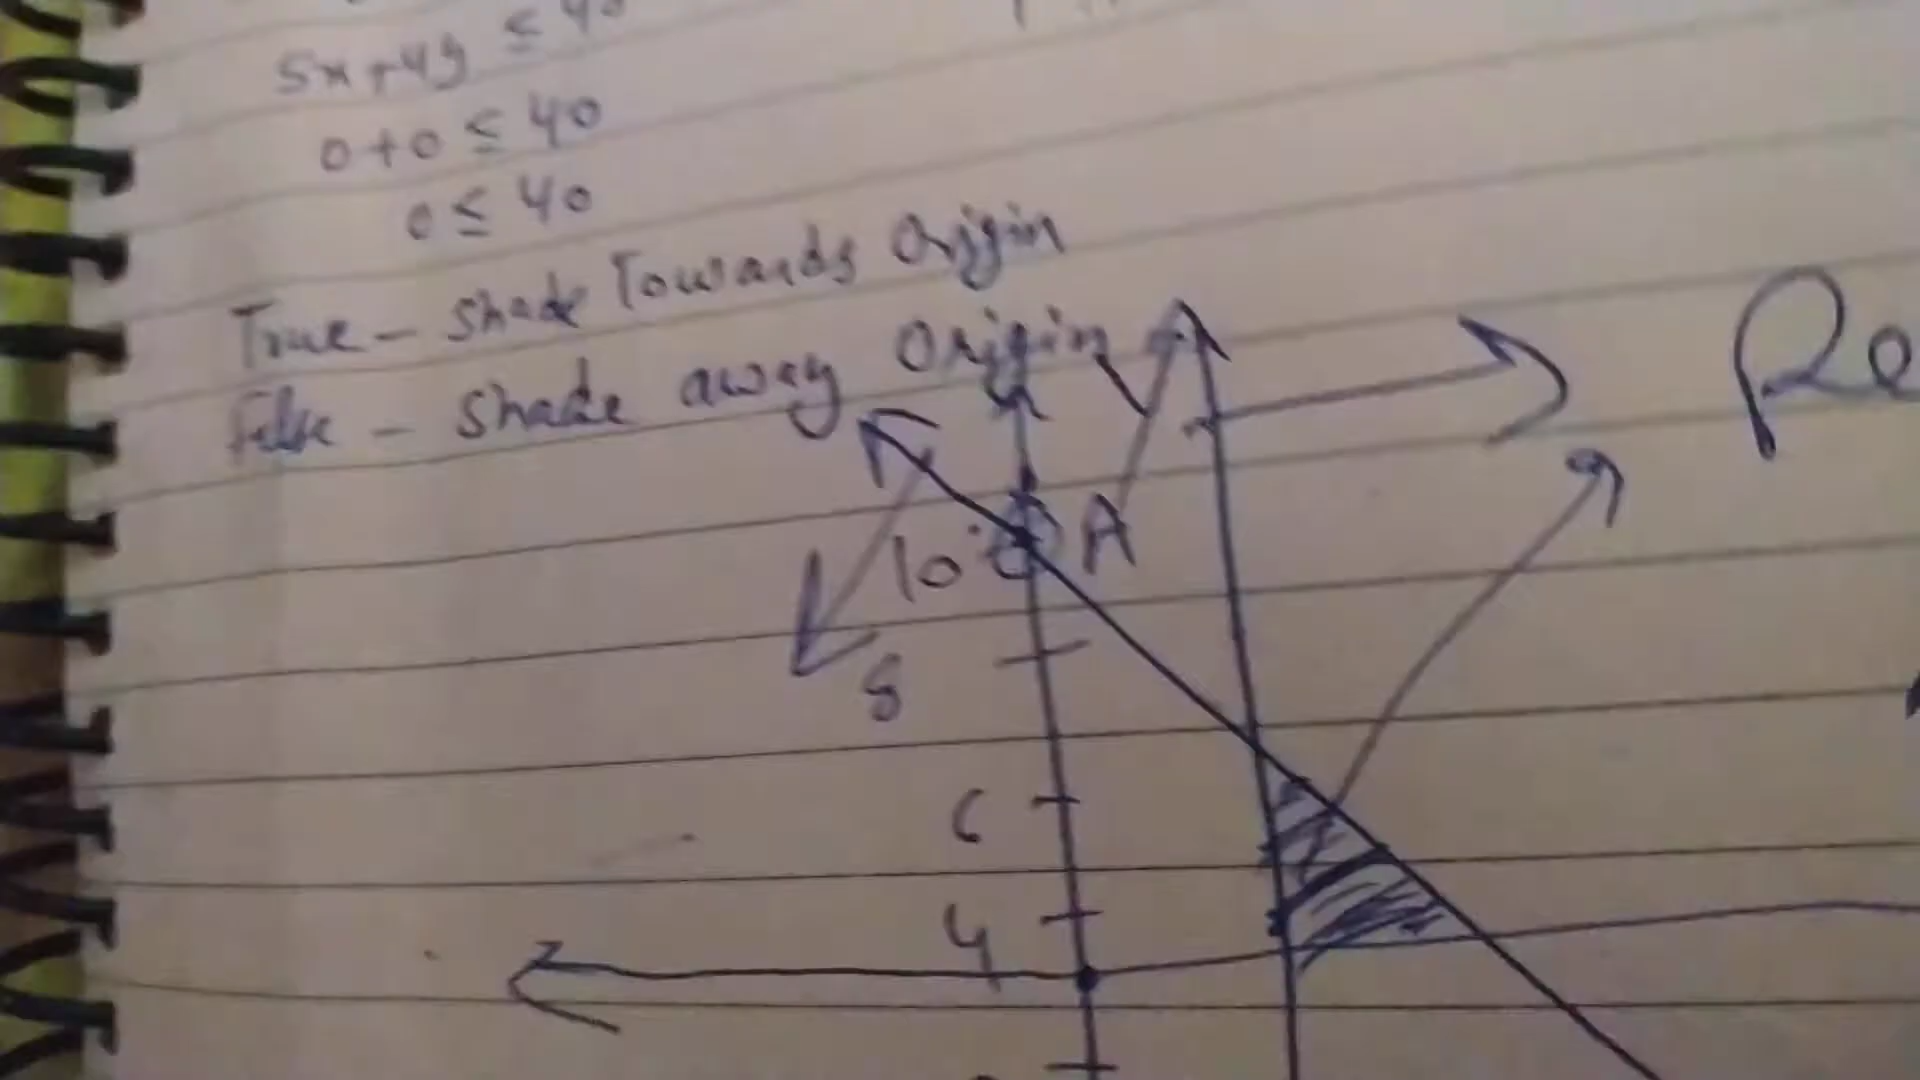 5x+4y ≤ 40
0+0 ≤ 40
0 ≤ 40
True - Shade Towards Origin
False - Shade away Origin
Re
10 A
8
6
4